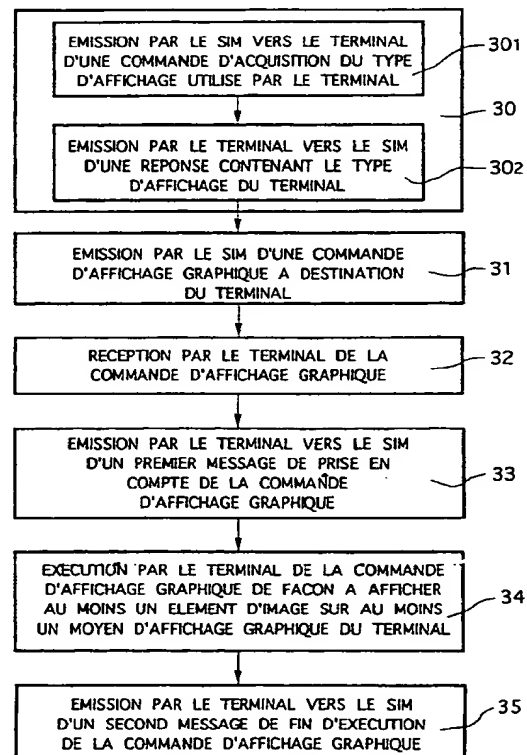 EMISSION PAR LE SIM VERS LE TERMINAL
D'UNE COMMANDE D'ACQUISITION DU TYPE
D'AFFICHAGE UTILISE PAR LE TERMINAL
301
30
EMISSION PAR LE TERMINAL VERS LE SIM
D'UNE REPONSE CONTENANT LE TYPE
D'AFFICHAGE DU TERMINAL
302
EMISSION PAR LE SIM D'UNE COMMANDE
D'AFFICHAGE GRAPHIQUE A DESTINATION
DU TERMINAL
31
RECEPTION PAR LE TERMINAL DE LA
COMMANDE D'AFFICHAGE GRAPHIQUE
32
EMISSION PAR LE TERMINAL VERS LE SIM
D'UN PREMIER MESSAGE DE PRISE EN
COMPTE DE LA COMMANDE
D'AFFICHAGE GRAPHIQUE
33
EXECUTION PAR LE TERMINAL DE LA COMMANDE
D'AFFICHAGE GRAPHIQUE DE FACON A AFFICHER
AU MOINS UN ELEMENT D'IMAGE SUR AU MOINS
UN MOYEN D'AFFICHAGE GRAPHIQUE DU TERMINAL
34
EMISSION PAR LE TERMINAL VERS LE SIM
D'UN SECOND MESSAGE DE FIN D'EXECUTION
DE LA COMMANDE D'AFFICHAGE GRAPHIQUE
35